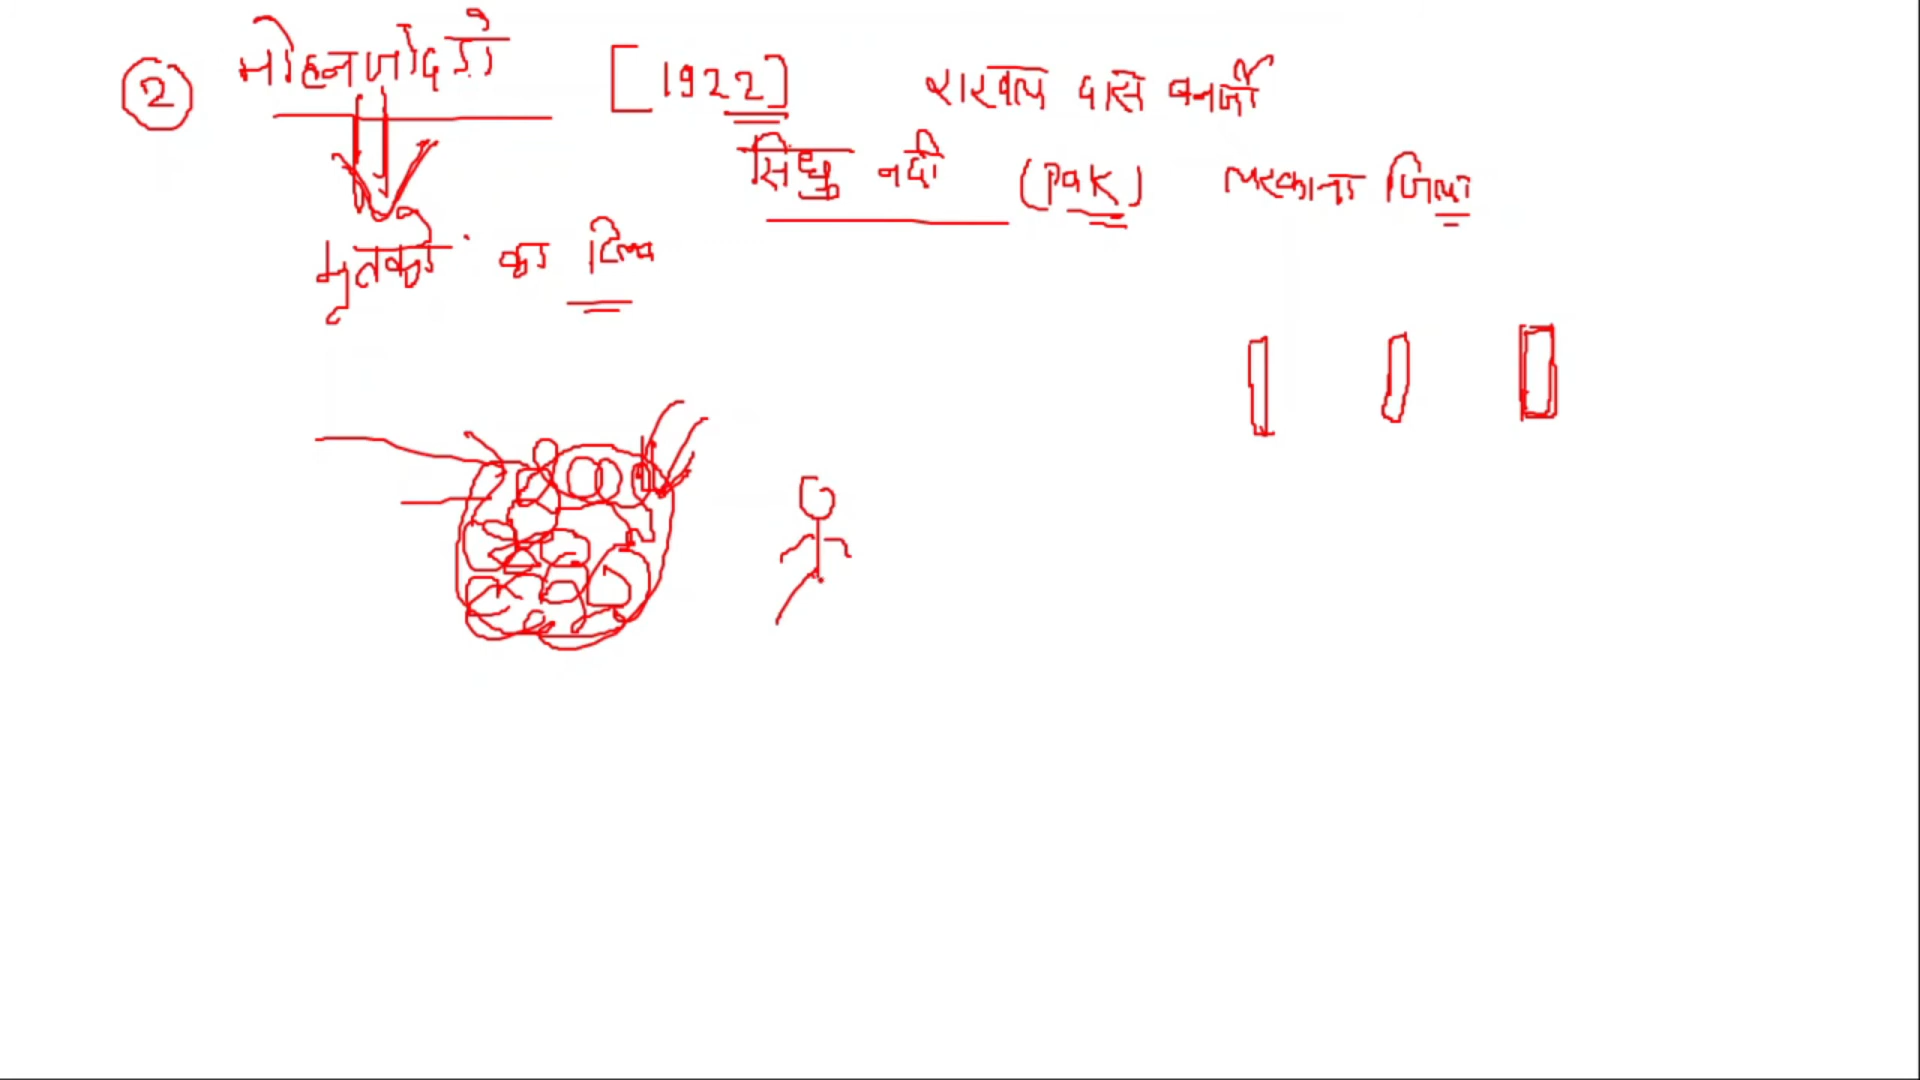 ② मोहनजोदड़ो [1922] राखल दास बनर्जी
सिंधु नदी (Pak) लरकाना जिला
मृतकों का टिला